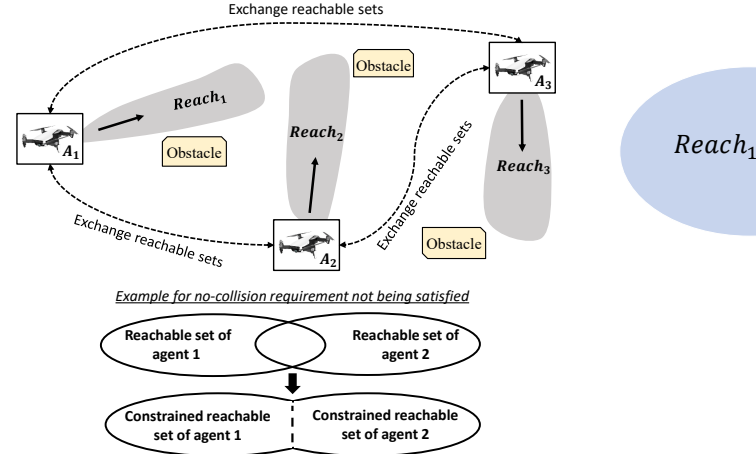 Exchange reachable sets
Obstacle
A₃
Reach₁
Reach₁
Reach₂
A₁
Obstacle
Reach₃
Exchange reachable sets
Exchange reachable sets
Obstacle
A₂
Example for no-collision requirement not being satisfied
Reachable set of
agent 1
Reachable set of
agent 2
Constrained reachable
set of agent 1
Constrained reachable
set of agent 2